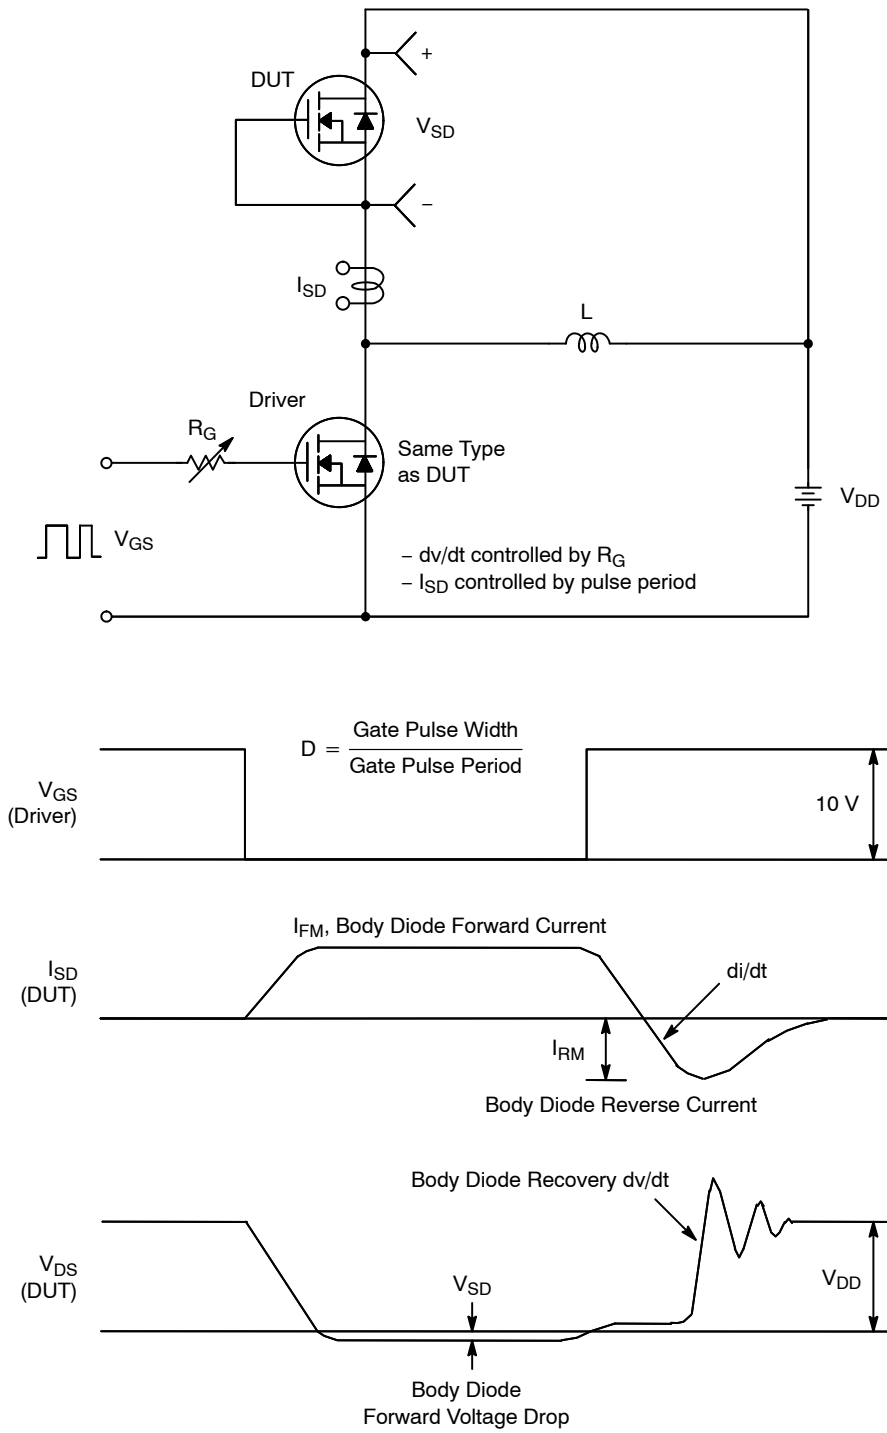 +
DUT
V_SD
−
I_SD
L
Driver
R_G
Same Type
as DUT
V_DD
V_GS
− dv/dt controlled by R_G
− I_SD controlled by pulse period
D = Gate Pulse Width
Gate Pulse Period
V_GS
(Driver)
10 V
I_FM, Body Diode Forward Current
I_SD
(DUT)
di/dt
I_RM
Body Diode Reverse Current
Body Diode Recovery dv/dt
V_DS
(DUT)
V_SD
V_DD
Body Diode
Forward Voltage Drop